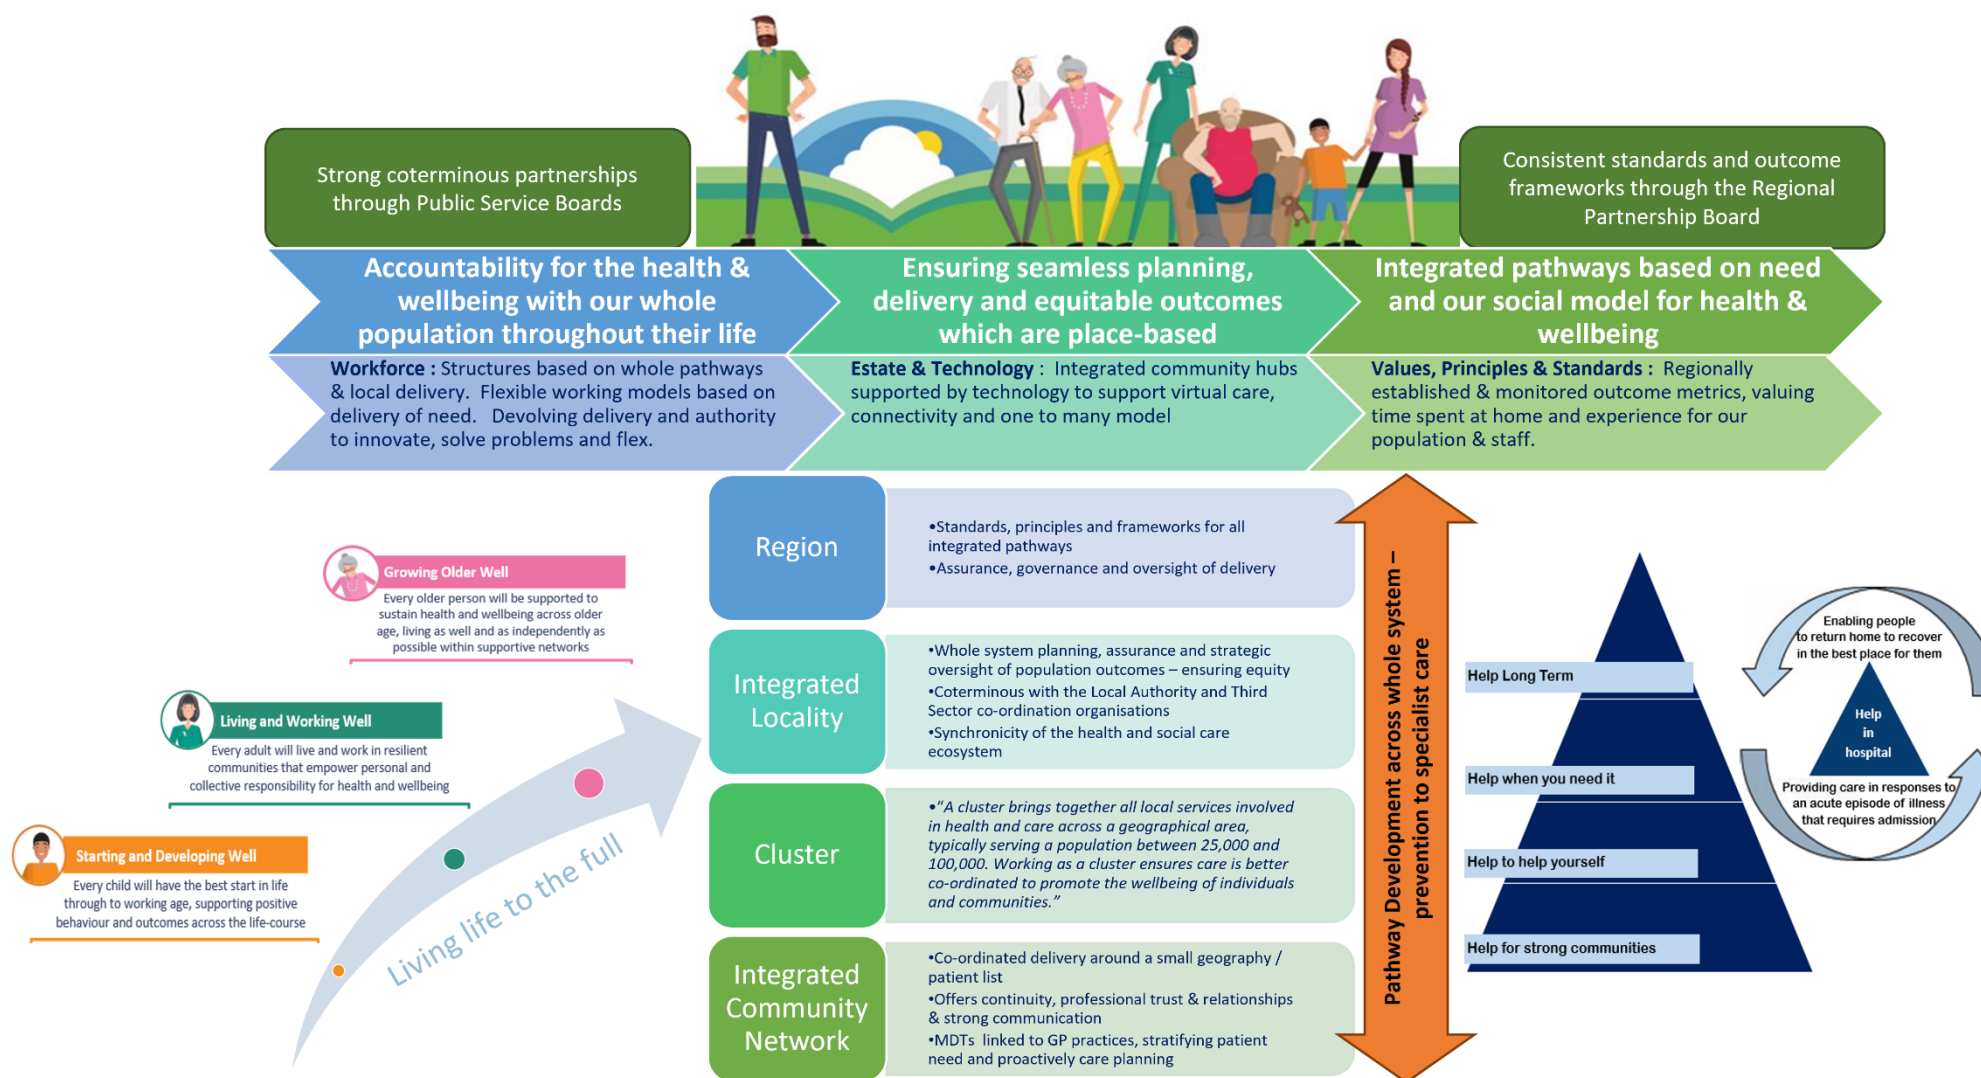 Strong coterminous partnerships
through Public Service Boards
Consistent standards and outcome
frameworks through the Regional
Partnership Board
Accountability for the health &
wellbeing with our whole
population throughout their life
Ensuring seamless planning,
delivery and equitable outcomes
which are place-based
Integrated pathways based on need
and our social model for health &
wellbeing
Workforce : Structures based on whole pathways
& local delivery. Flexible working models based on
delivery of need. Devolving delivery and authority
to innovate, solve problems and flex.
Estate & Technology : Integrated community hubs
supported by technology to support virtual care,
connectivity and one to many model
Values, Principles & Standards : Regionally
established & monitored outcome metrics, valuing
time spent at home and experience for our
population & staff.
Growing Older Well
Every older person will be supported to
sustain health and wellbeing across older
age, living as well and as independently as
possible within supportive networks
Living and Working Well
Every adult will live and work in resilient
communities that empower personal and
collective responsibility for health and wellbeing
Starting and Developing Well
Every child will have the best start in life
through to working age, supporting positive
behaviour and outcomes across the life-course
Living life to the full
Region
•Standards, principles and frameworks for all
integrated pathways
•Assurance, governance and oversight of delivery
Integrated
Locality
•Whole system planning, assurance and strategic
oversight of population outcomes – ensuring equity
•Coterminous with the Local Authority and Third
Sector co-ordination organisations
•Synchronicity of the health and social care
ecosystem
Cluster
•“A cluster brings together all local services involved
in health and care across a geographical area,
typically serving a population between 25,000 and
100,000. Working as a cluster ensures care is better
co-ordinated to promote the wellbeing of individuals
and communities.”
Integrated
Community
Network
•Co-ordinated delivery around a small geography /
patient list
•Offers continuity, professional trust & relationships
& strong communication
•MDTs linked to GP practices, stratifying patient
need and proactively care planning
Pathway Development across whole system –
prevention to specialist care
Help Long Term
Help when you need it
Help to help yourself
Help for strong communities
Enabling people
to return home to recover
in the best place for them
Help
in
hospital
Providing care in responses to
an acute episode of illness
that requires admission